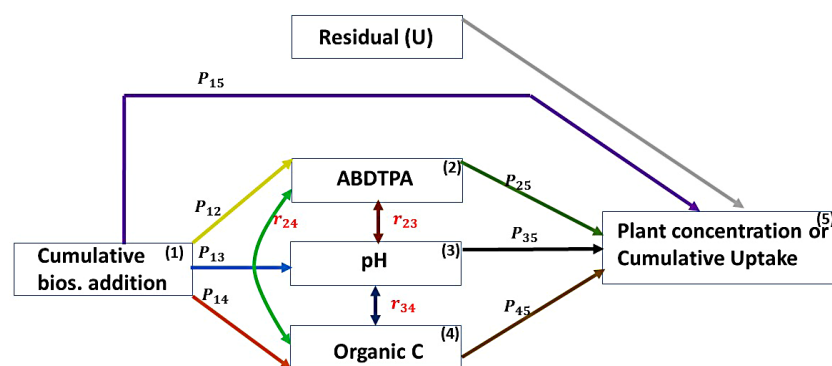 Residual (U)
P15
(2)
ABDTPA
P12
r24
r23
P25
(1)
Cumulative
bios. addition
P13
(3)
pH
P35
(5)
Plant concentration or
Cumulative Uptake
P14
r34
P45
(4)
Organic C